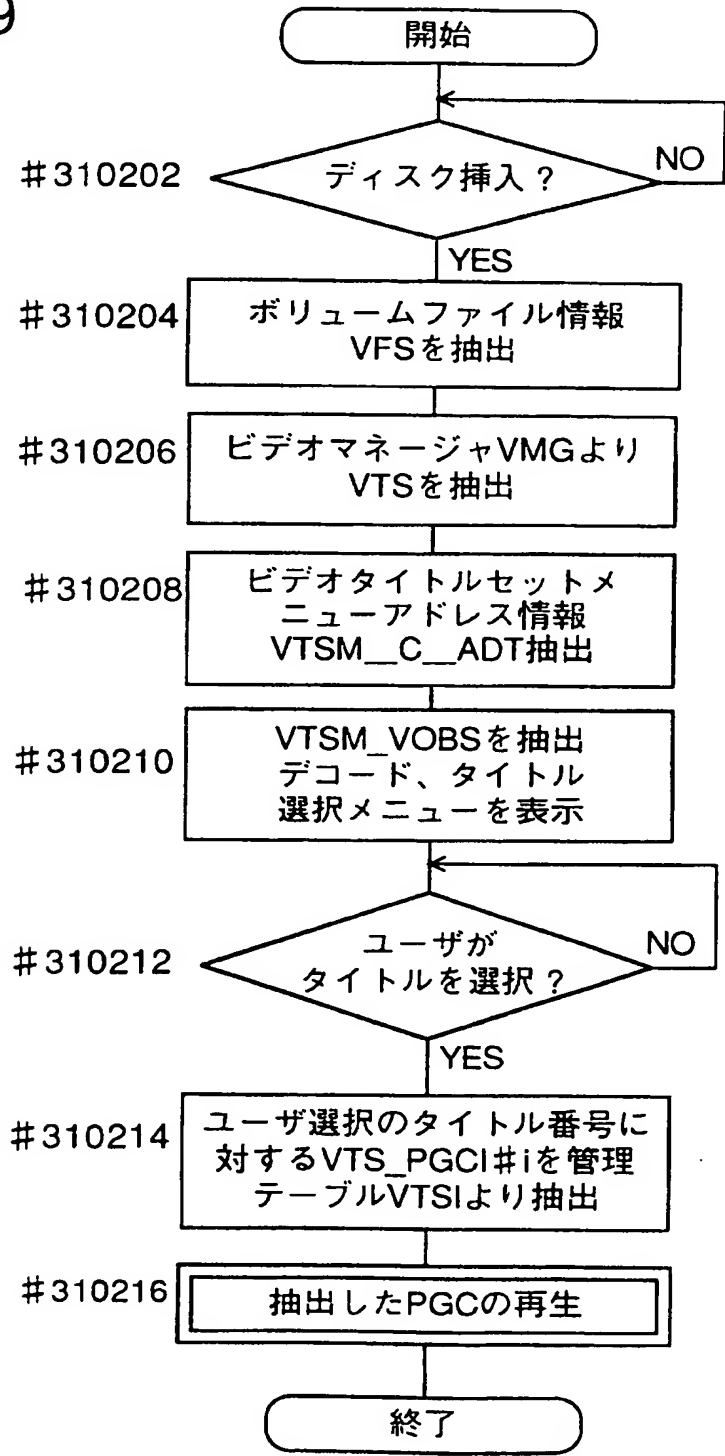 9
開始
#310202
ディスク挿入?
NO
YES
#310204
ボリュームファイル情報
VFSを抽出
#310206
ビデオマネージャVMGより
VTSを抽出
#310208
ビデオタイトルセットメ
ニューアドレス情報
VTSM__C__ADT抽出
#310210
VTSM_VOBSを抽出
デコード、タイトル
選択メニューを表示
#310212
ユーザが
タイトルを選択?
NO
YES
#310214
ユーザ選択のタイトル番号に
対するVTS_PGCI#iを管理
テーブルVTSIより抽出
#310216
抽出したPGCの再生
終了